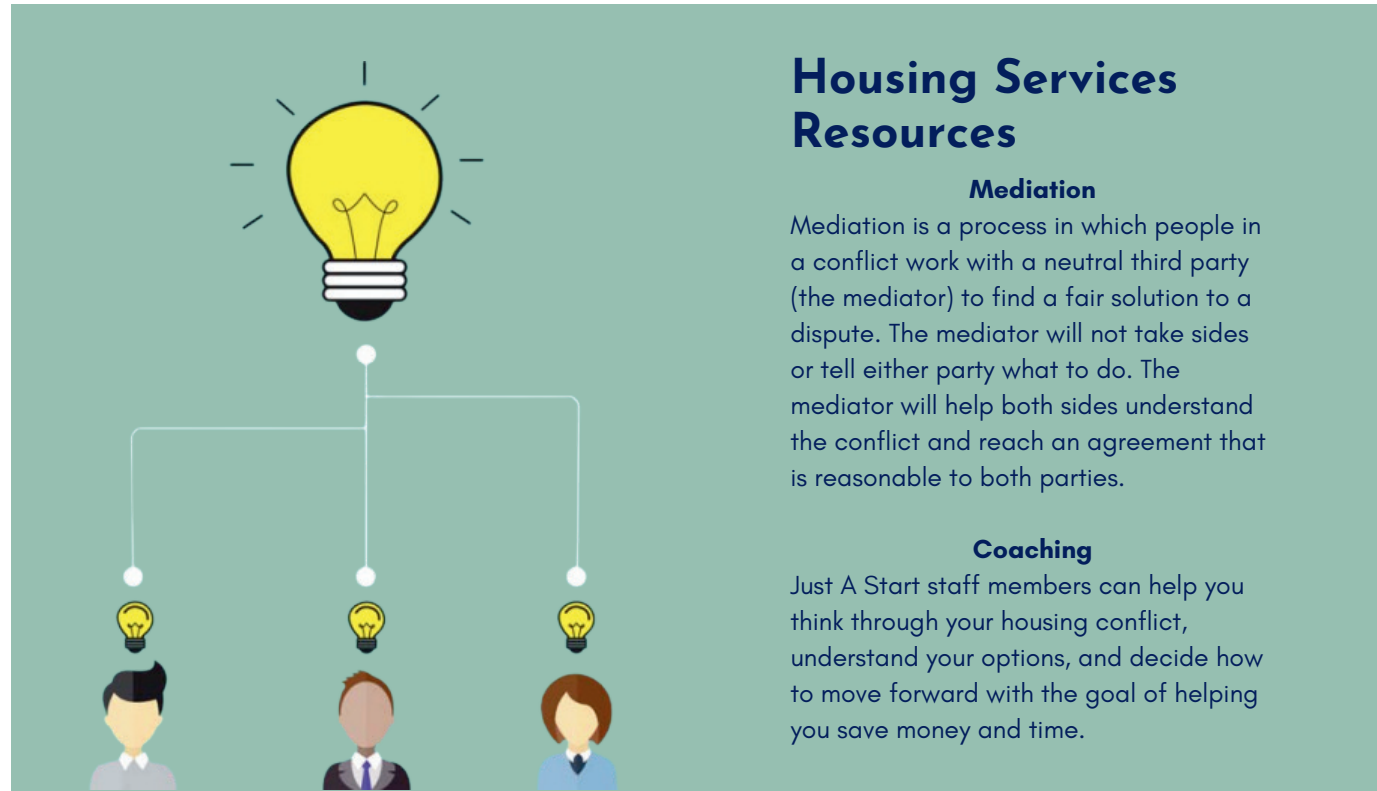 Housing Services
Resources
Mediation
Mediation is a process in which people in
a conflict work with a neutral third party
(the mediator) to find a fair solution to a
dispute. The mediator will not take sides
or tell either party what to do. The
mediator will help both sides understand
the conflict and reach an agreement that
is reasonable to both parties.
Coaching
Just A Start staff members can help you
think through your housing conflict,
understand your options, and decide how
to move forward with the goal of helping
you save money and time.